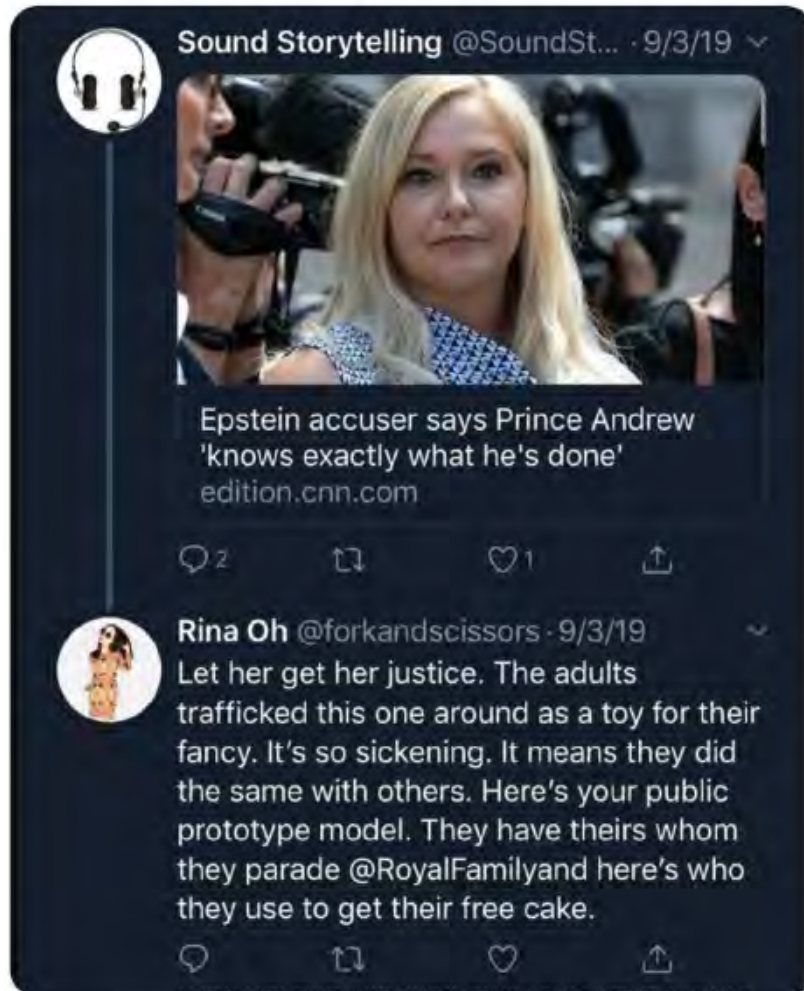 Sound Storytelling @SoundSt... · 9/3/19
Epstein accuser says Prince Andrew
'knows exactly what he's done'
edition.cnn.com
2
1
Rina Oh @forkandscissors · 9/3/19
Let her get her justice. The adults
trafficked this one around as a toy for their
fancy. It's so sickening. It means they did
the same with others. Here's your public
prototype model. They have theirs whom
they parade @RoyalFamilyand here's who
they use to get their free cake.